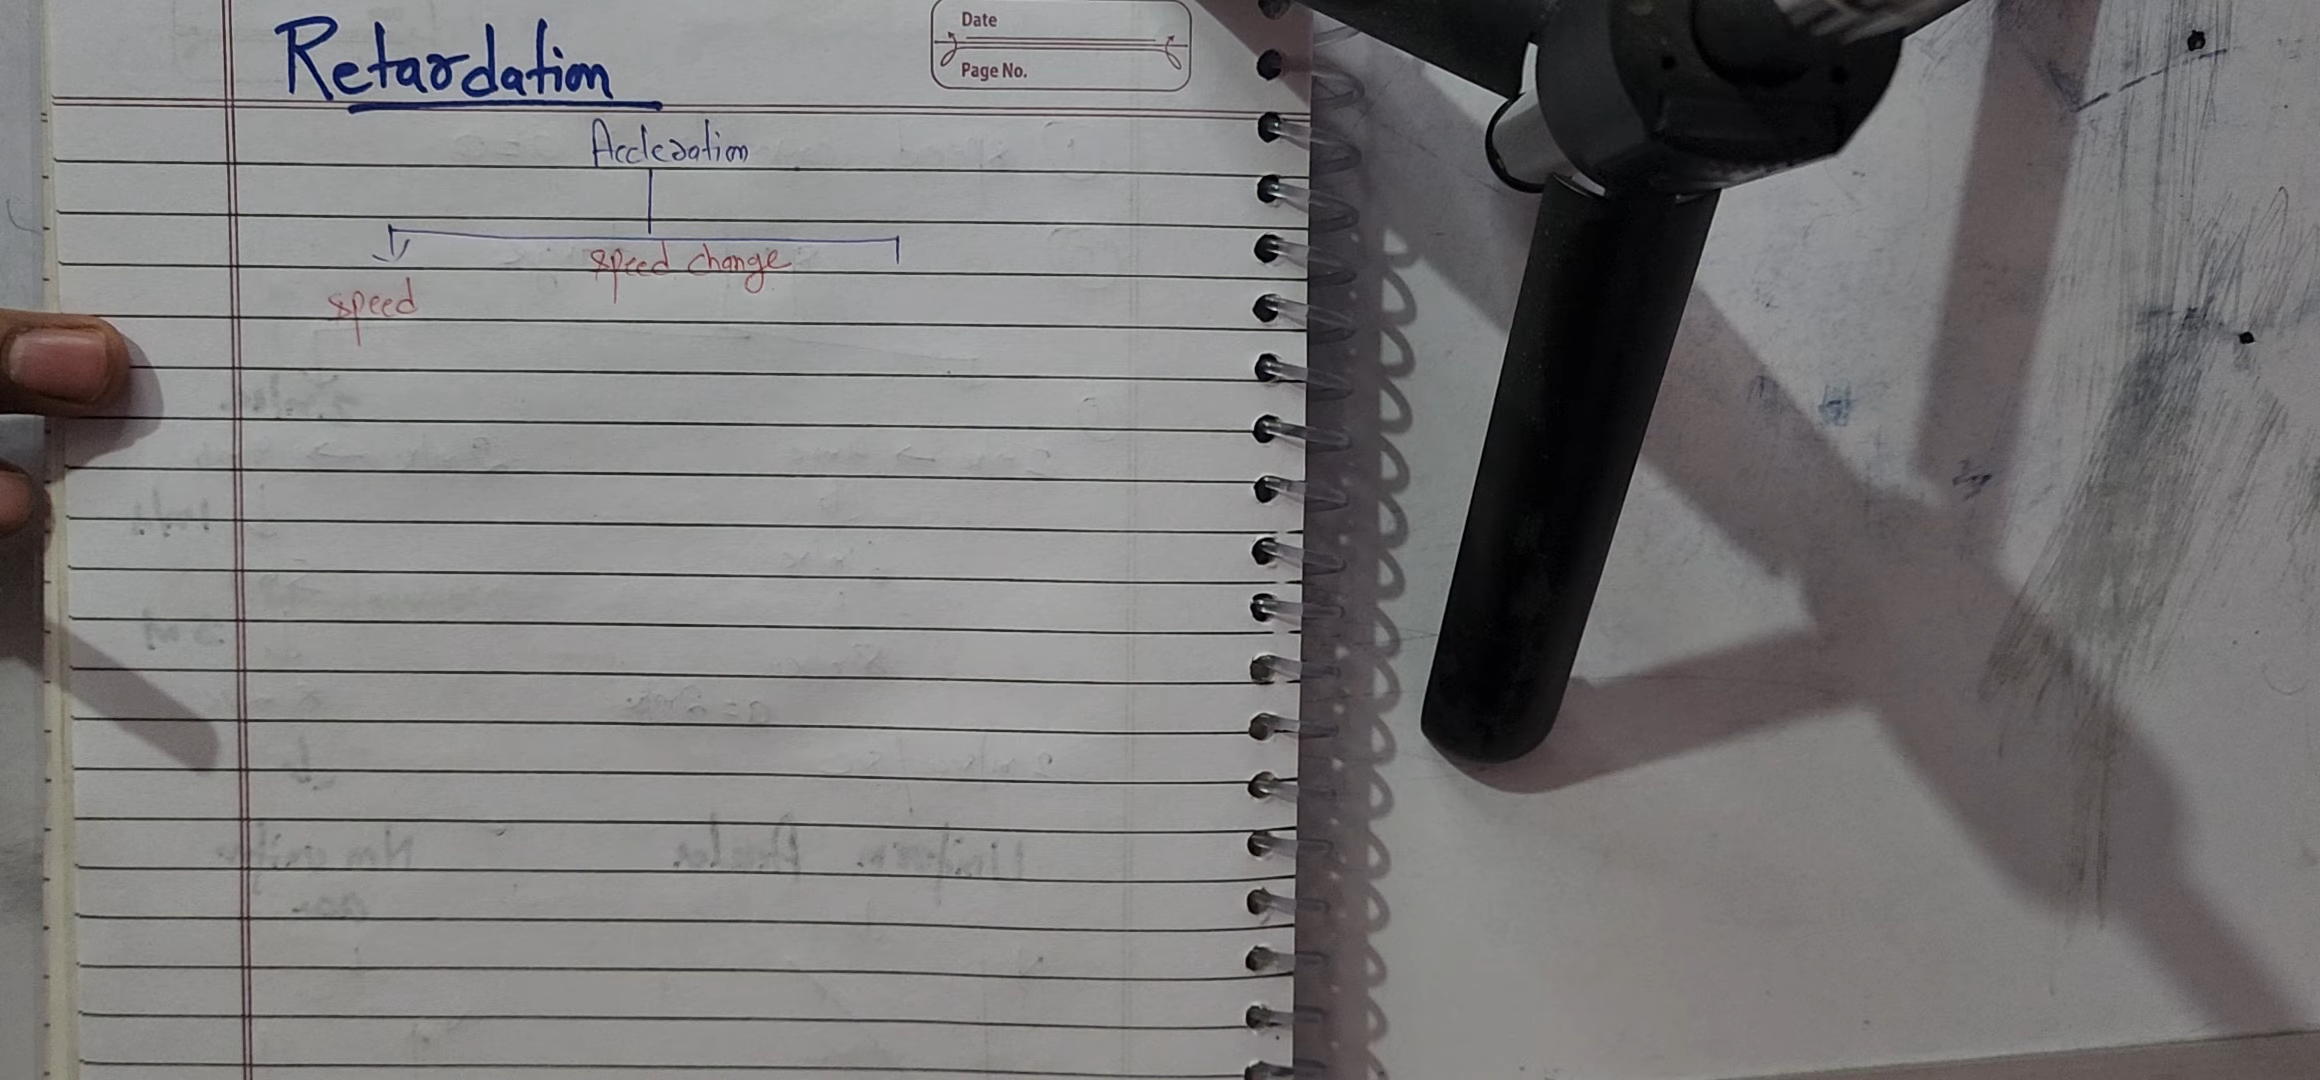 Date
Page No.
Retardation
Accleration
speed change
speed